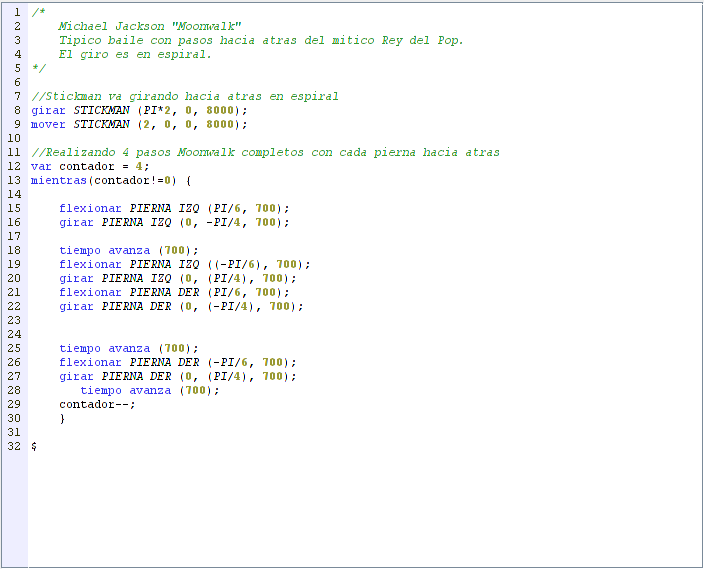 1 /*
2 Michael Jackson "Moonwalk"
3 Tipico baile con pasos hacia atras del mitico Rey del Pop.
4 El giro es en espiral.
5 */
6
7 //Stickman va girando hacia atras en espiral
8 girar STICKMAN (PI*2, 0, 8000);
9 mover STICKMAN (2, 0, 0, 8000);
10
11 //Realizando 4 pasos Moonwalk completos con cada pierna hacia atras
12 var contador = 4;
13 mientras(contador!=0) {
14
15 flexionar PIERNA IZQ (PI/6, 700);
16 girar PIERNA IZQ (0, -PI/4, 700);
17
18 tiempo avanza (700);
19 flexionar PIERNA IZQ ((-PI/6), 700);
20 girar PIERNA IZQ (0, (PI/4), 700);
21 flexionar PIERNA DER (PI/6, 700);
22 girar PIERNA DER (0, (-PI/4), 700);
23
24
25 tiempo avanza (700);
26 flexionar PIERNA DER (-PI/6, 700);
27 girar PIERNA DER (0, (PI/4), 700);
28 tiempo avanza (700);
29 contador--;
30 }
31
32 $